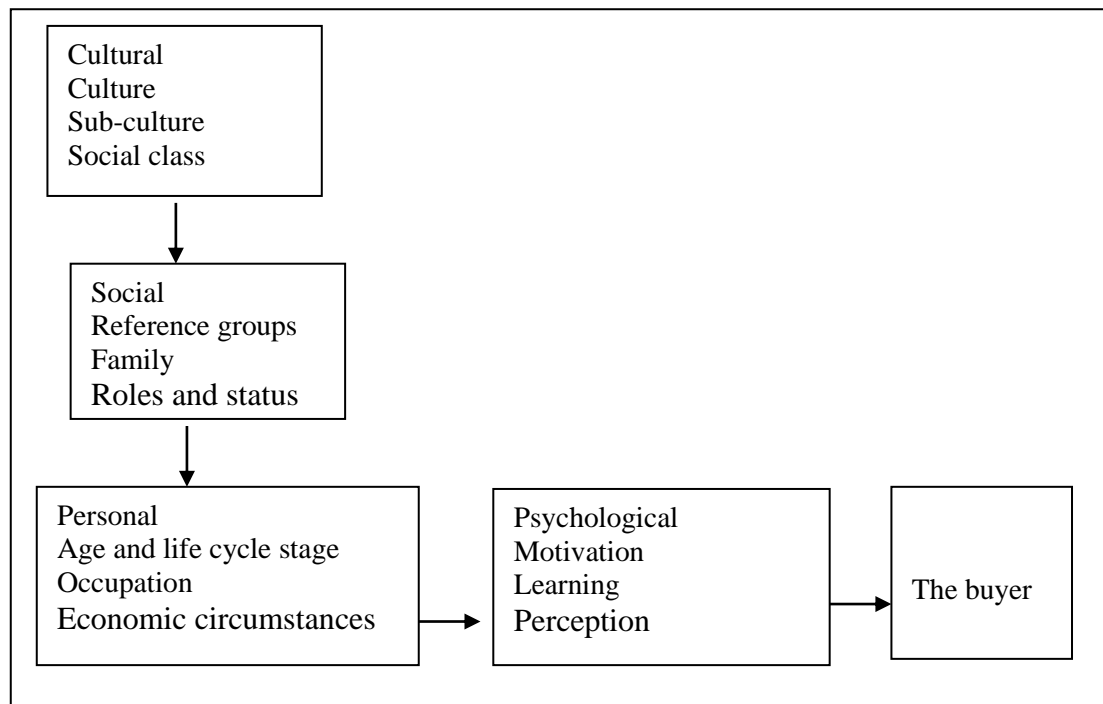 Cultural
Culture
Sub-culture
Social class
Social
Reference groups
Family
Roles and status
Personal
Age and life cycle stage
Occupation
Economic circumstances
Psychological
Motivation
Learning
Perception
The buyer